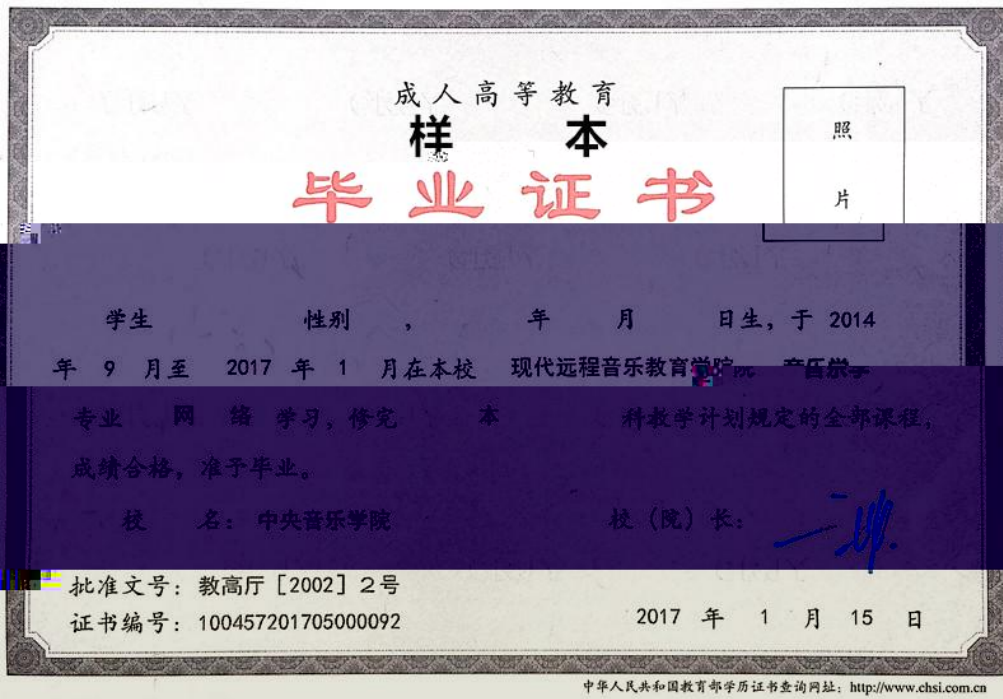 成人高等教育
样 本
毕业证书
照
片
学生 性别 , 年 月 日生，于 2014
年 9 月至 2017 年 1 月在本校 现代远程音乐教育学院 音乐学
专业 网 络 学习，修完 本 科教学计划规定的全部课程，
成绩合格，准予毕业。
校 名：中央音乐学院 校（院）长：
批准文号：教高厅［2002］2号
证书编号：100457201705000092
2017 年 1 月 15 日
中华人民共和国教育部学历证书查询网址：http://www.chsi.com.cn